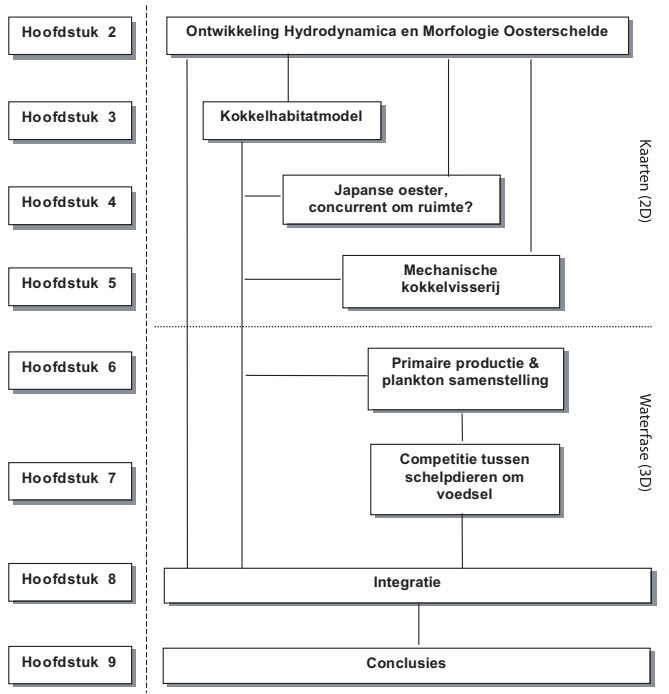 Hoofdstuk 2
Ontwikkeling Hydrodynamica en Morfologie Oosterschelde
Hoofdstuk 3
Kokkelhabitatmodel
Kaarten (2D)
Hoofdstuk 4
Japanse oester,
concurrent om ruimte?
Hoofdstuk 5
Mechanische
kokkelvisserij
Hoofdstuk 6
Primaire productie &
plankton samenstelling
Waterfase (3D)
Hoofdstuk 7
Competitie tussen
schelpdieren om
voedsel
Hoofdstuk 8
Integratie
Hoofdstuk 9
Conclusies